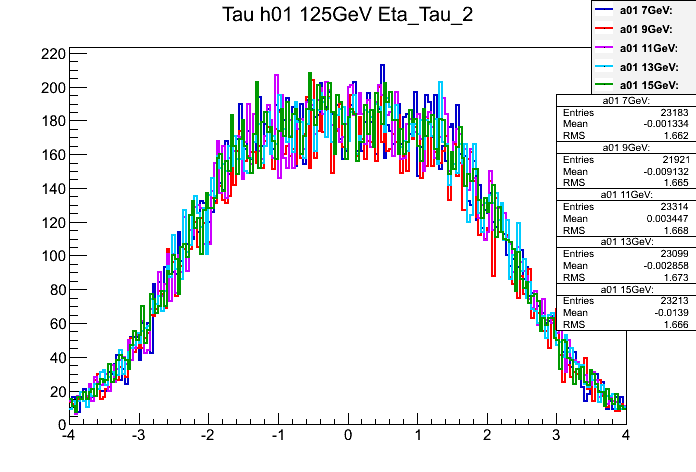 Tau h01 125GeV Eta_Tau_2
a01 7GeV:
a01 9GeV:
a01 11GeV:
a01 13GeV:
a01 15GeV:
a01 7GeV:
Entries 23183
Mean -0.001334
RMS 1.662
a01 9GeV:
Entries 21921
Mean -0.009132
RMS 1.665
a01 11GeV:
Entries 23314
Mean 0.003447
RMS 1.668
a01 13GeV:
Entries 23099
Mean -0.002858
RMS 1.673
a01 15GeV:
Entries 23213
Mean -0.0139
RMS 1.666
220
200
180
160
140
120
100
80
60
40
20
0
-4 -3 -2 -1 0 1 2 3 4